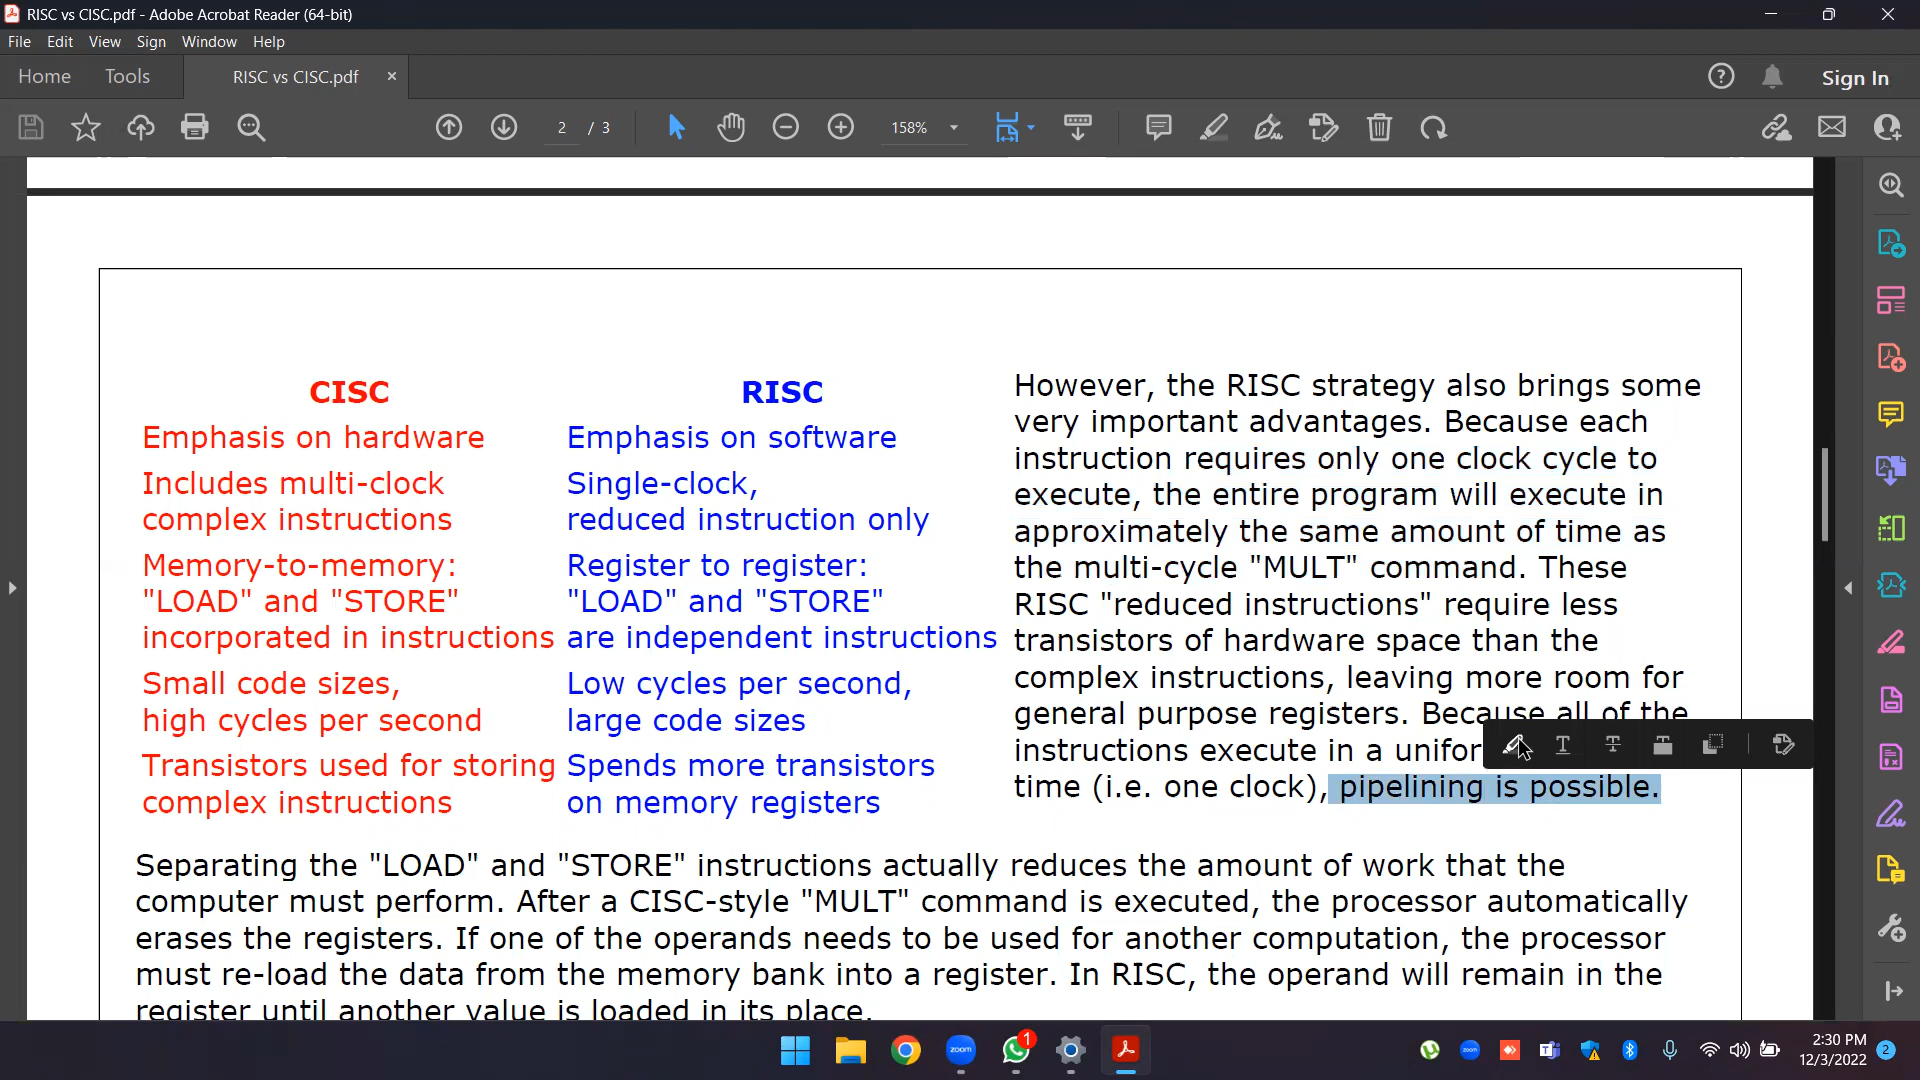 RISC vs CISC.pdf - Adobe Acrobat Reader (64-bit)
File Edit View Sign Window Help
Home Tools RISC vs CISC.pdf × Sign In
2 / 3 158%
CISC
Emphasis on hardware
Includes multi-clock
complex instructions
Memory-to-memory:
"LOAD" and "STORE"
incorporated in instructions
Small code sizes,
high cycles per second
Transistors used for storing
complex instructions
RISC
Emphasis on software
Single-clock,
reduced instruction only
Register to register:
"LOAD" and "STORE"
are independent instructions
Low cycles per second,
large code sizes
Spends more transistors
on memory registers
However, the RISC strategy also brings some
very important advantages. Because each
instruction requires only one clock cycle to
execute, the entire program will execute in
approximately the same amount of time as
the multi-cycle "MULT" command. These
RISC "reduced instructions" require less
transistors of hardware space than the
complex instructions, leaving more room for
general purpose registers. Because all of the
instructions execute in a unifor
time (i.e. one clock), pipelining is possible.
Separating the "LOAD" and "STORE" instructions actually reduces the amount of work that the
computer must perform. After a CISC-style "MULT" command is executed, the processor automatically
erases the registers. If one of the operands needs to be used for another computation, the processor
must re-load the data from the memory bank into a register. In RISC, the operand will remain in the
register until another value is loaded in its place.
zoom
1
zoom
2:30 PM
12/3/2022
2